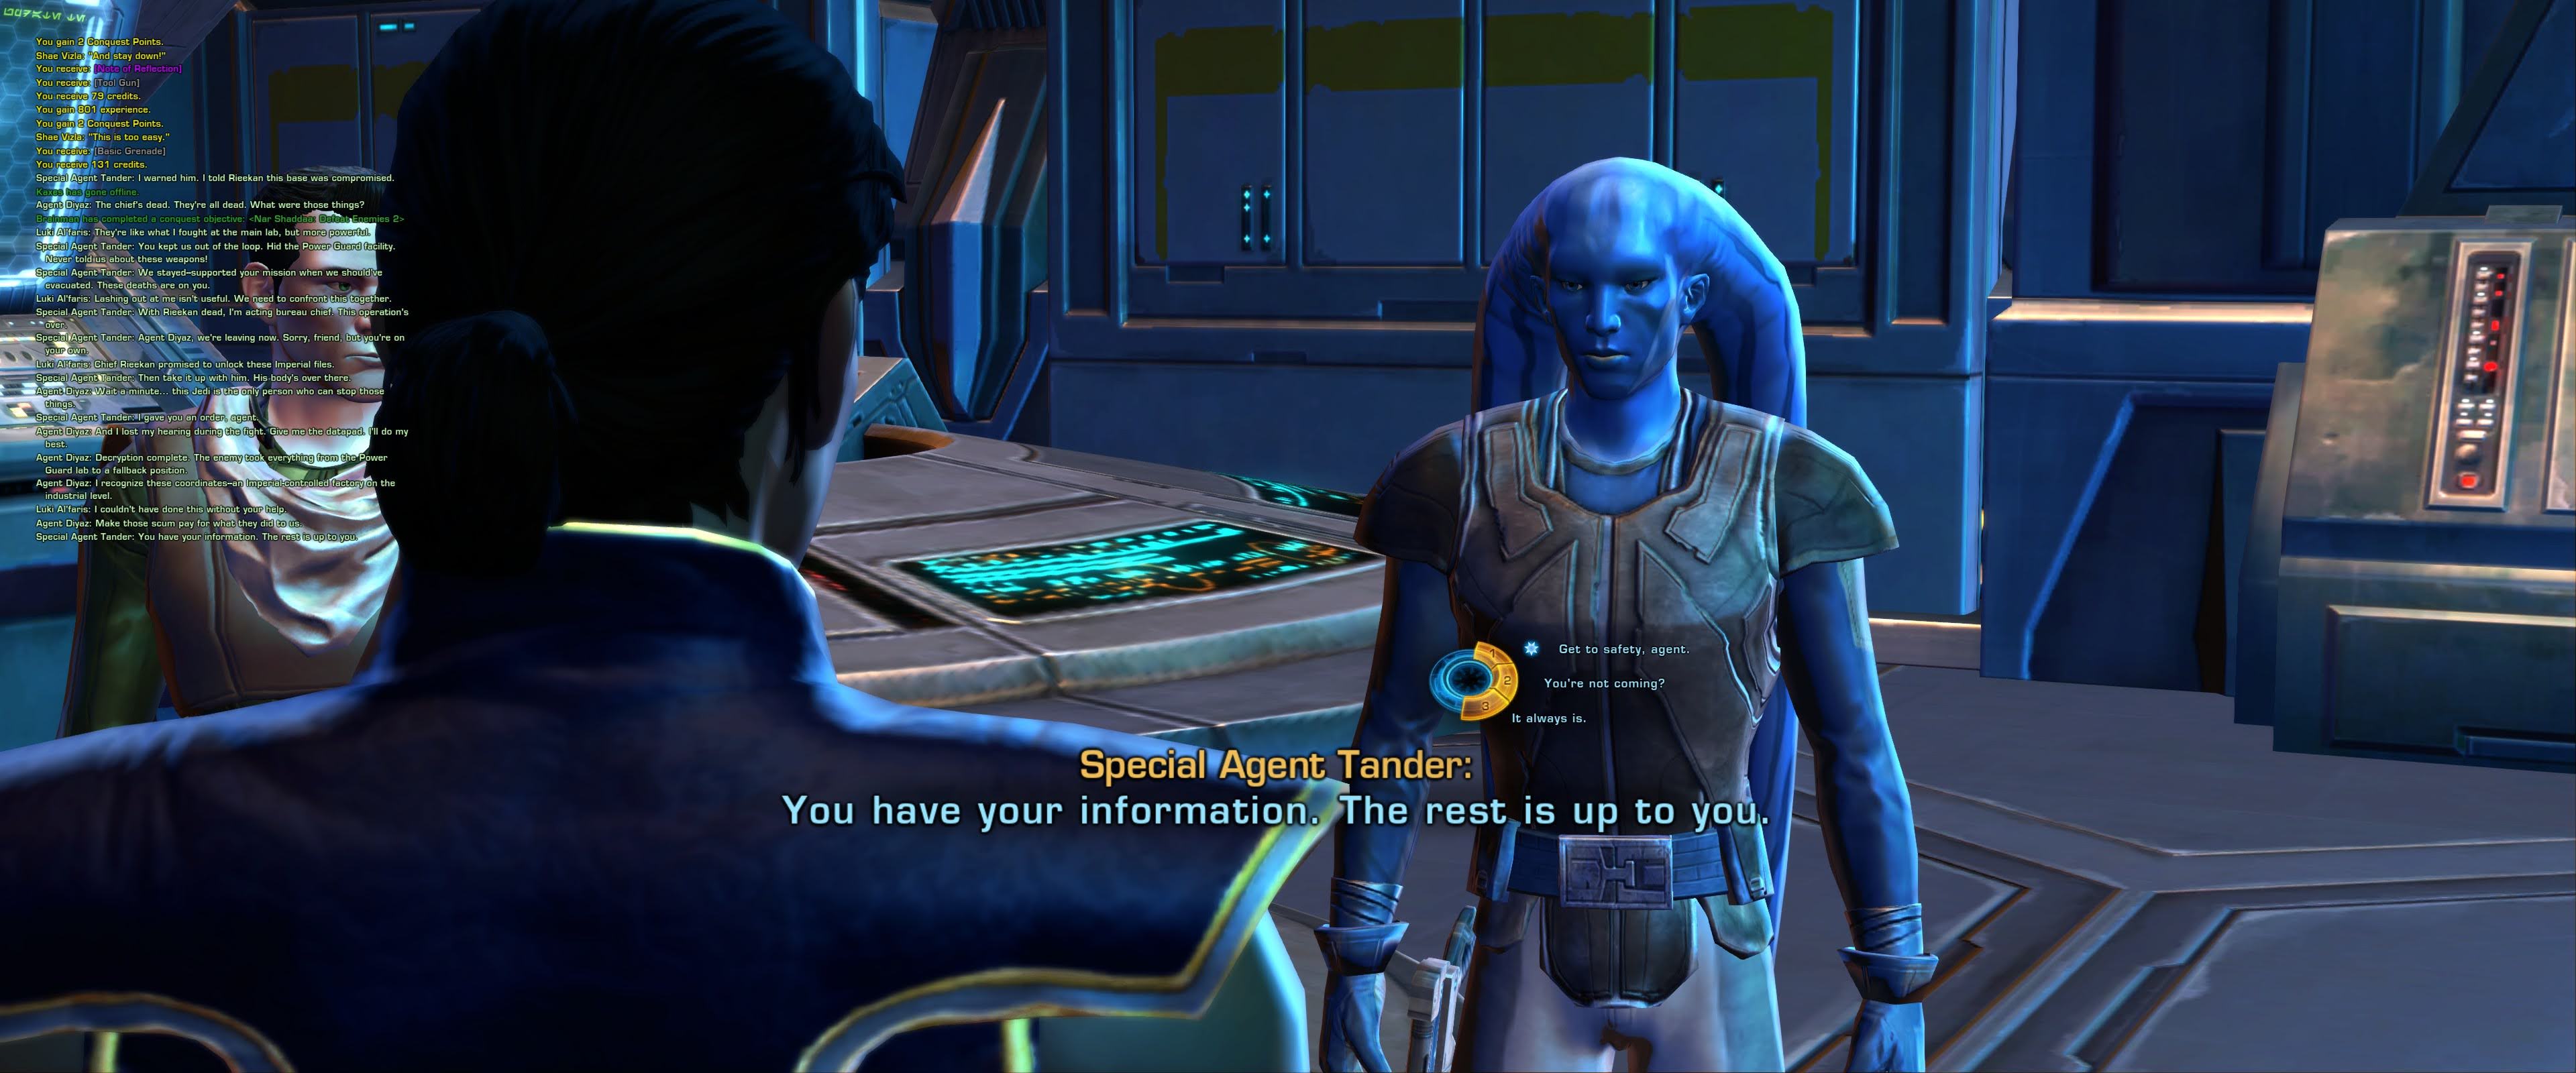 You gain 2 Conquest Points.
Shae Vizla: "And stay down!"
You receive: [Note of Reflection]
You receive: [Tool Gun]
You receive 79 credits.
You gain 801 experience.
You gain 2 Conquest Points.
Shae Vizla: "This is too easy."
You receive: [Basic Grenade]
You receive 131 credits.
Special Agent Tander: I warned him. I told Rieekan this base was compromised.
Kaxes has gone offline.
Agent Diyaz: The chief's dead. They're all dead. What were those things?
Brainman has completed a conquest objective: <Nar Shaddaa: Defeat Enemies 2>
Luki Al'faris: They're like what I fought at the main lab, but more powerful.
Special Agent Tander: You kept us out of the loop. Hid the Power Guard facility.
Never told us about these weapons!
Special Agent Tander: We stayed—supported your mission when we should've
evacuated. These deaths are on you.
Luki Al'faris: Lashing out at me isn't useful. We need to confront this together.
Special Agent Tander: With Rieekan dead, I'm acting bureau chief. This operation's
over.
Special Agent Tander: Agent Diyaz, we're leaving now. Sorry, friend, but you're on
your own.
Luki Al'faris: Chief Rieekan promised to unlock these Imperial files.
Special Agent Tander: Then take it up with him. His body's over there.
Agent Diyaz: Wait a minute... this Jedi is the only person who can stop those
things.
Special Agent Tander: I gave you an order, agent.
Agent Diyaz: And I lost my hearing during the fight. Give me the datapad. I'll do my
best.
Agent Diyaz: Decryption complete. The enemy took everything from the Power
Guard lab to a fallback position.
Agent Diyaz: I recognize these coordinates—an Imperial-controlled factory on the
industrial level.
Luki Al'faris: I couldn't have done this without your help.
Agent Diyaz: Make those scum pay for what they did to us.
Special Agent Tander: You have your information. The rest is up to you.
1 Get to safety, agent.
2 You're not coming?
3 It always is.
Special Agent Tander:
You have your information. The rest is up to you.